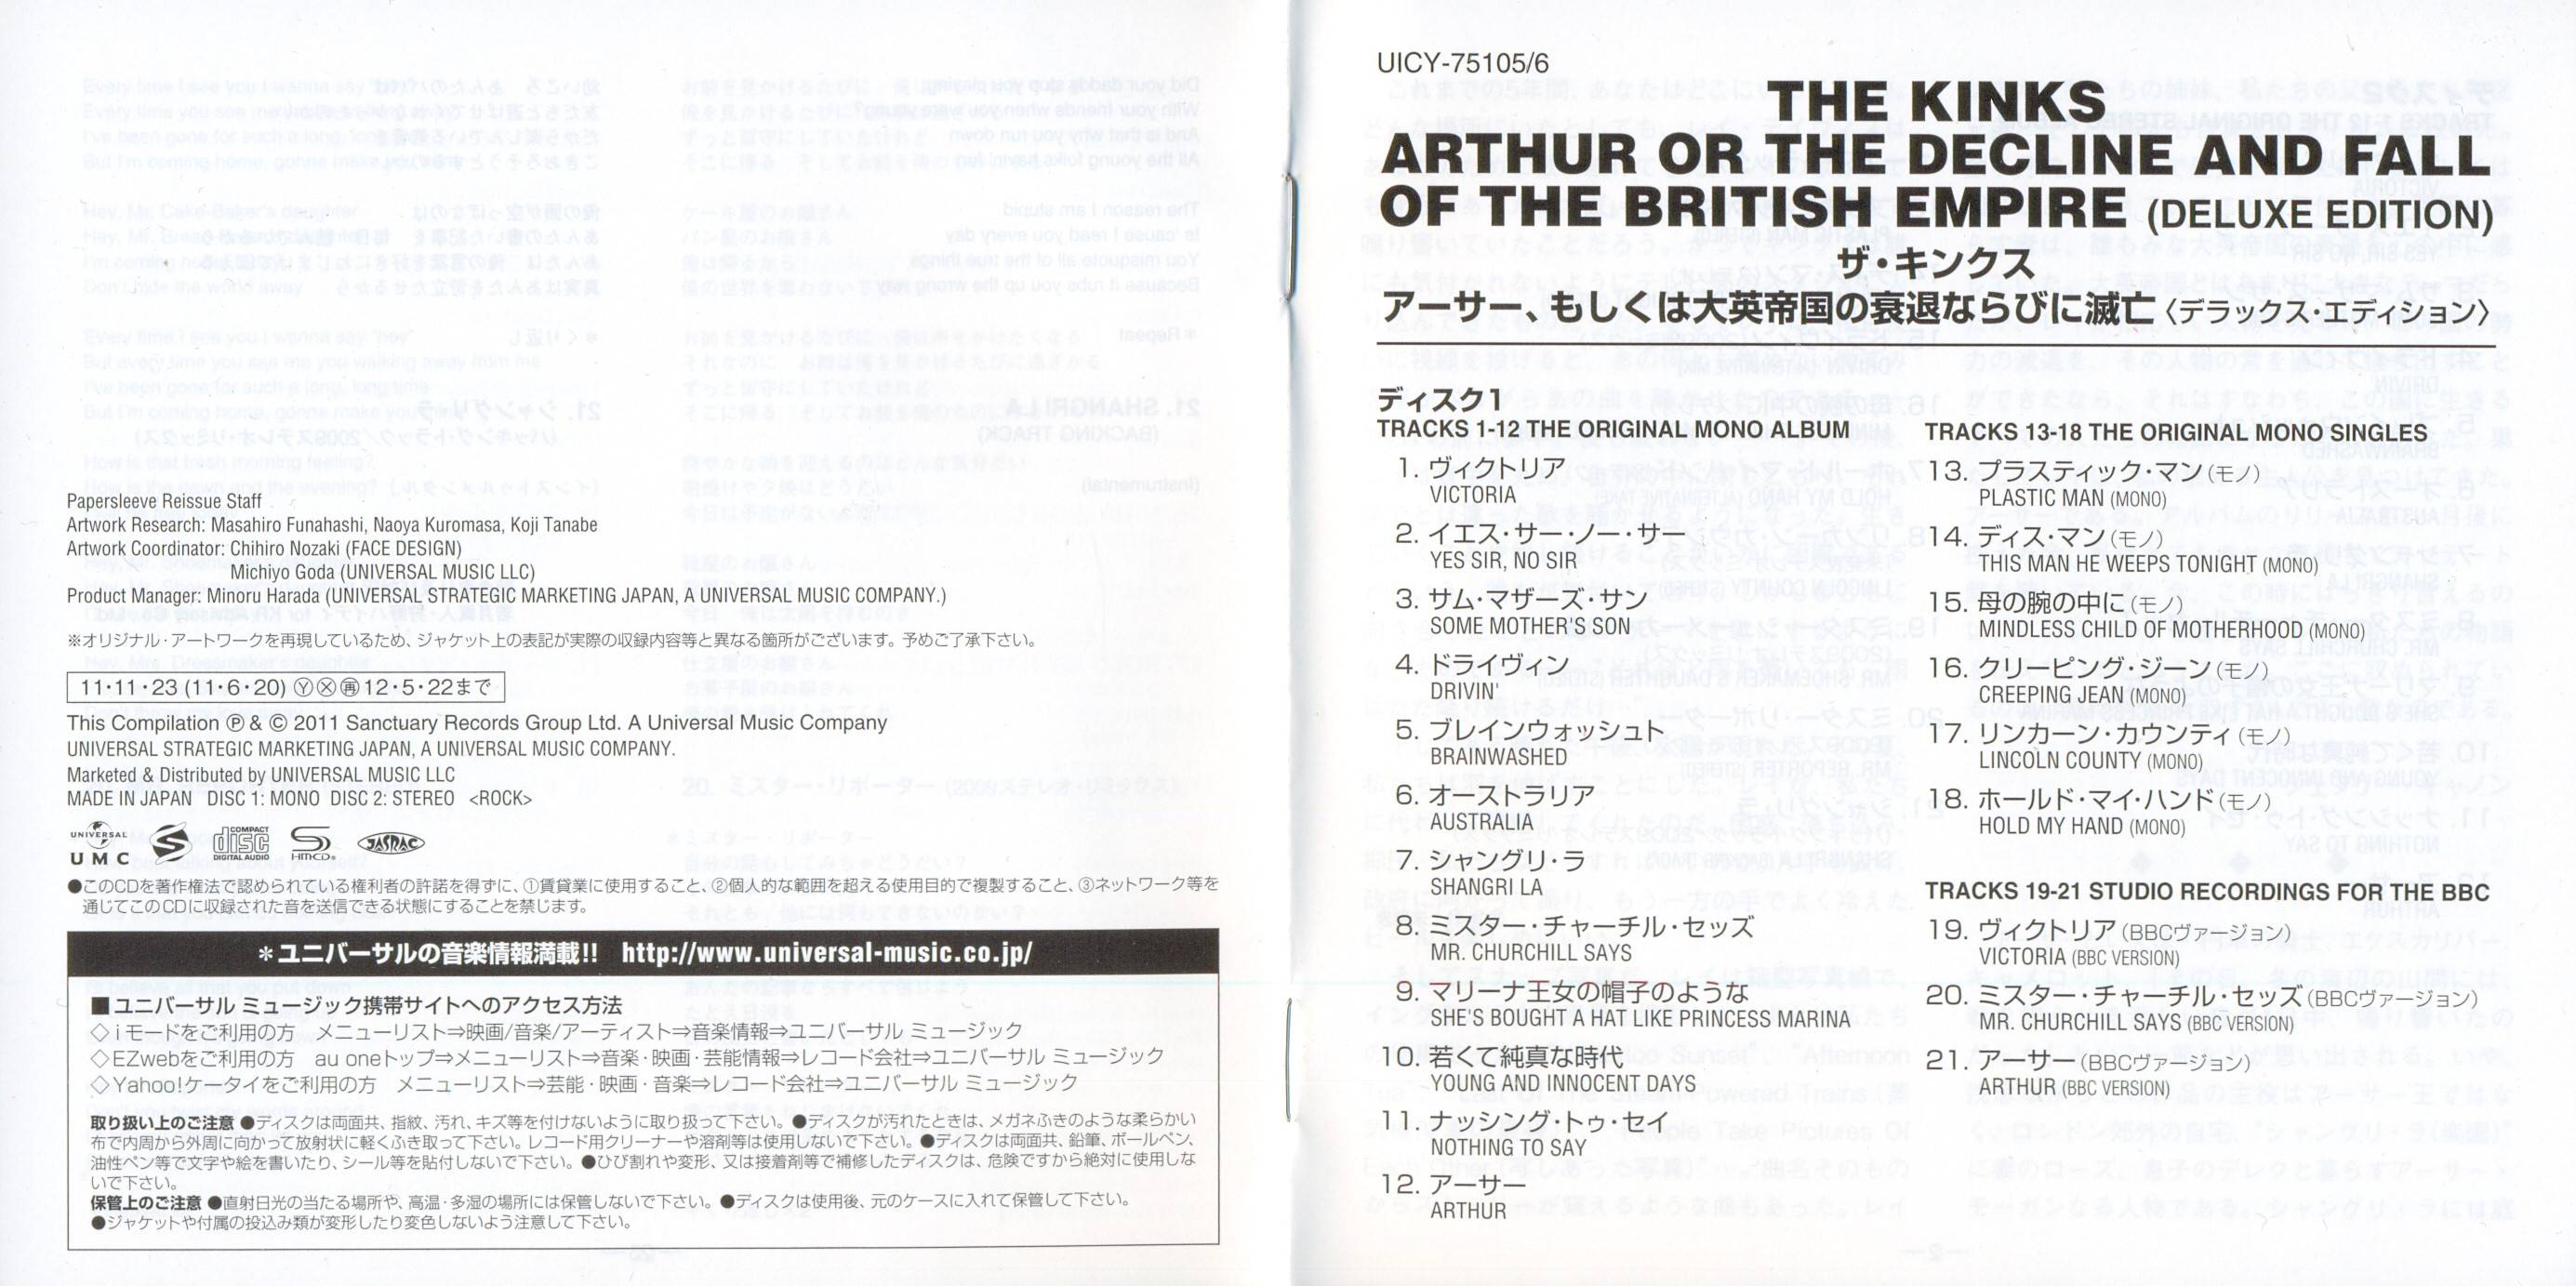 Papersleeve Reissue Staff
Artwork Research: Masahiro Funahashi, Naoya Kuromasa, Koji Tanabe
Artwork Coordinator: Chihiro Nozaki (FACE DESIGN)
Michiyo Goda (UNIVERSAL MUSIC LLC)
Product Manager: Minoru Harada (UNIVERSAL STRATEGIC MARKETING JAPAN, A UNIVERSAL MUSIC COMPANY.)
※オリジナル・アートワークを再現しているため、ジャケット上の表記が実際の収録内容等と異なる箇所がございます。予めご了承下さい。
11・11・23 (11・6・20) Ⓨⓧ㊢12・5・22まで
This Compilation Ⓟ & © 2011 Sanctuary Records Group Ltd. A Universal Music Company
UNIVERSAL STRATEGIC MARKETING JAPAN, A UNIVERSAL MUSIC COMPANY.
Marketed & Distributed by UNIVERSAL MUSIC LLC
MADE IN JAPAN DISC 1: MONO DISC 2: STEREO <ROCK>
UNIVERSAL UMC S COMPACT disc DIGITAL AUDIO SHM-CD JASRAC
●このCDを著作権法で認められている権利者の許諾を得ずに、①賃貸業に使用すること、②個人的な範囲を超える使用目的で複製すること、③ネットワーク等を
通じてこのCDに収録された音を送信できる状態にすることを禁じます。
＊ユニバーサルの音楽情報満載!! http://www.universal-music.co.jp/
■ ユニバーサル ミュージック携帯サイトへのアクセス方法
◇iモードをご利用の方 メニューリスト⇒映画/音楽/アーティスト⇒音楽情報⇒ユニバーサル ミュージック
◇EZwebをご利用の方 au oneトップ⇒メニューリスト⇒音楽・映画・芸能情報⇒レコード会社⇒ユニバーサル ミュージック
◇Yahoo!ケータイをご利用の方 メニューリスト⇒芸能・映画・音楽⇒レコード会社⇒ユニバーサル ミュージック
取り扱い上のご注意 ●ディスクは両面共、指紋、汚れ、キズ等を付けないように取り扱って下さい。●ディスクが汚れたときは、メガネふきのような柔らかい
布で内周から外周に向かって放射状に軽くふき取って下さい。レコード用クリーナーや溶剤等は使用しないで下さい。●ディスクは両面共、鉛筆、ボールペン、
油性ペン等で文字や絵を書いたり、シール等を貼付しないで下さい。●ひび割れや変形、又は接着剤等で補修したディスクは、危険ですから絶対に使用しな
いで下さい。
保管上のご注意 ●直射日光の当たる場所や、高温・多湿の場所には保管しないで下さい。●ディスクは使用後、元のケースに入れて保管して下さい。
●ジャケットや付属の投込み類が変形したり変色しないよう注意して下さい。
UICY-75105/6
THE KINKS
ARTHUR OR THE DECLINE AND FALL
OF THE BRITISH EMPIRE (DELUXE EDITION)
ザ・キンクス
アーサー、もしくは大英帝国の衰退ならびに滅亡〈デラックス・エディション〉
ディスク1
TRACKS 1-12 THE ORIGINAL MONO ALBUM
1. ヴィクトリア
VICTORIA
2. イエス・サー・ノー・サー
YES SIR, NO SIR
3. サム・マザーズ・サン
SOME MOTHER'S SON
4. ドライヴィン
DRIVIN'
5. ブレインウォッシュト
BRAINWASHED
6. オーストラリア
AUSTRALIA
7. シャングリ・ラ
SHANGRI LA
8. ミスター・チャーチル・セッズ
MR. CHURCHILL SAYS
9. マリーナ王女の帽子のような
SHE'S BOUGHT A HAT LIKE PRINCESS MARINA
10. 若くて純真な時代
YOUNG AND INNOCENT DAYS
11. ナッシング・トゥ・セイ
NOTHING TO SAY
12. アーサー
ARTHUR
TRACKS 13-18 THE ORIGINAL MONO SINGLES
13. プラスティック・マン (モノ)
PLASTIC MAN (MONO)
14. ディス・マン (モノ)
THIS MAN HE WEEPS TONIGHT (MONO)
15. 母の腕の中に (モノ)
MINDLESS CHILD OF MOTHERHOOD (MONO)
16. クリーピング・ジーン (モノ)
CREEPING JEAN (MONO)
17. リンカーン・カウンティ (モノ)
LINCOLN COUNTY (MONO)
18. ホールド・マイ・ハンド (モノ)
HOLD MY HAND (MONO)
TRACKS 19-21 STUDIO RECORDINGS FOR THE BBC
19. ヴィクトリア (BBCヴァージョン)
VICTORIA (BBC VERSION)
20. ミスター・チャーチル・セッズ (BBCヴァージョン)
MR. CHURCHILL SAYS (BBC VERSION)
21. アーサー (BBCヴァージョン)
ARTHUR (BBC VERSION)